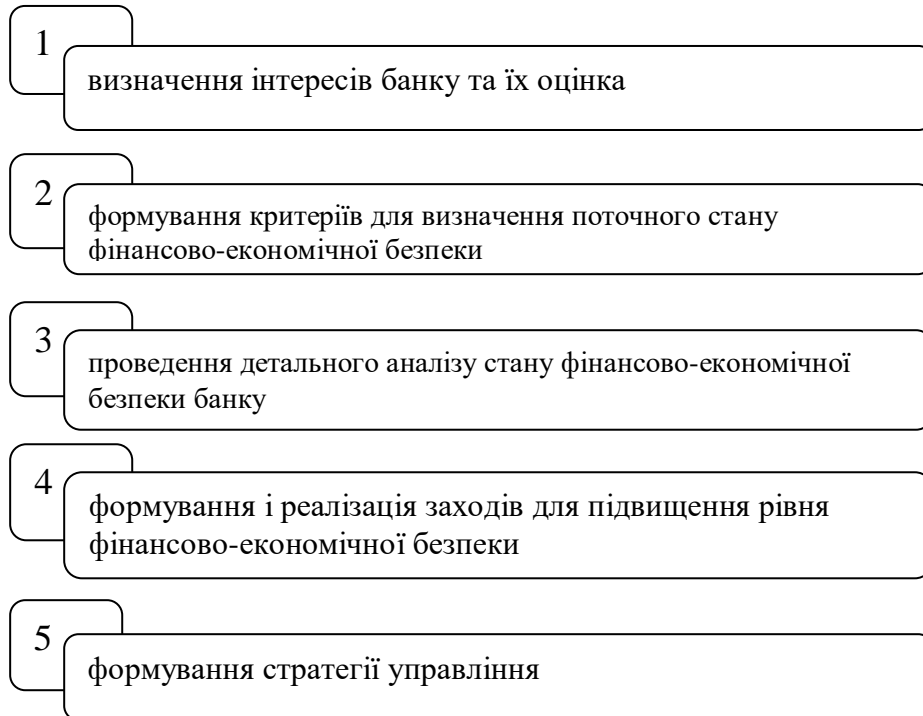 1
визначення інтересів банку та їх оцінка
2
формування критеріїв для визначення поточного стану
фінансово-економічної безпеки
3
проведення детального аналізу стану фінансово-економічної
безпеки банку
4
формування і реалізація заходів для підвищення рівня
фінансово-економічної безпеки
5
формування стратегії управління